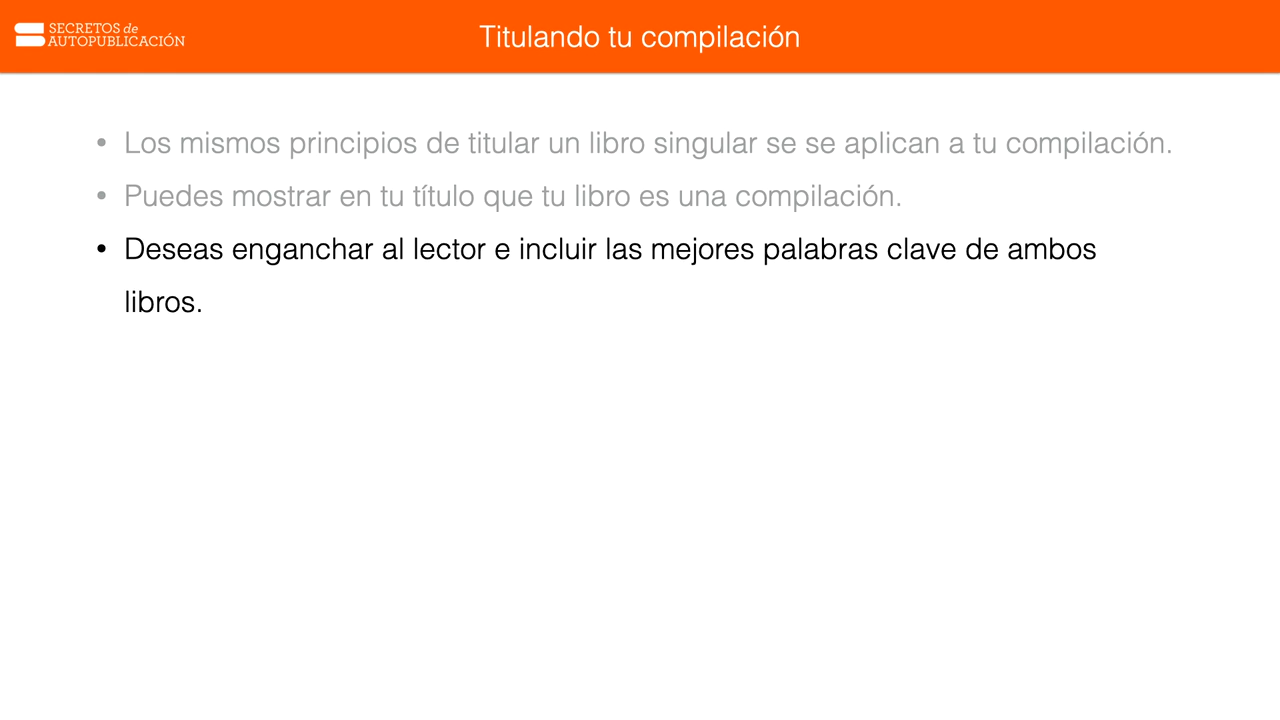 SECRETOS de
AUTOPUBLICACIÓN
Titulando tu compilación
• Los mismos principios de titular un libro singular se se aplican a tu compilación.
• Puedes mostrar en tu título que tu libro es una compilación.
• Deseas enganchar al lector e incluir las mejores palabras clave de ambos
libros.